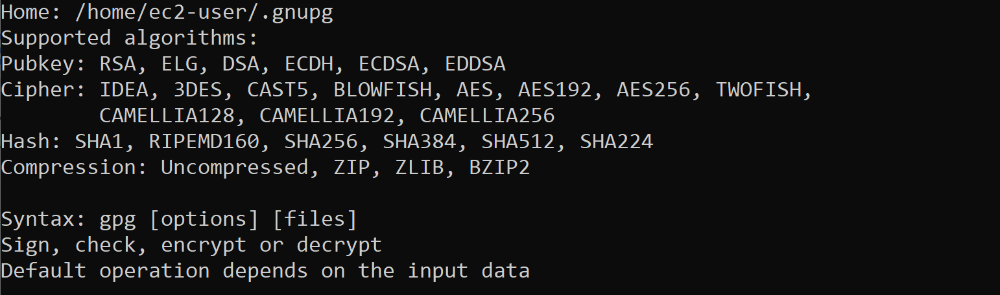 Home: /home/ec2-user/.gnupg
Supported algorithms:
Pubkey: RSA, ELG, DSA, ECDH, ECDSA, EDDSA
Cipher: IDEA, 3DES, CAST5, BLOWFISH, AES, AES192, AES256, TWOFISH,
        CAMELLIA128, CAMELLIA192, CAMELLIA256
Hash: SHA1, RIPEMD160, SHA256, SHA384, SHA512, SHA224
Compression: Uncompressed, ZIP, ZLIB, BZIP2

Syntax: gpg [options] [files]
Sign, check, encrypt or decrypt
Default operation depends on the input data